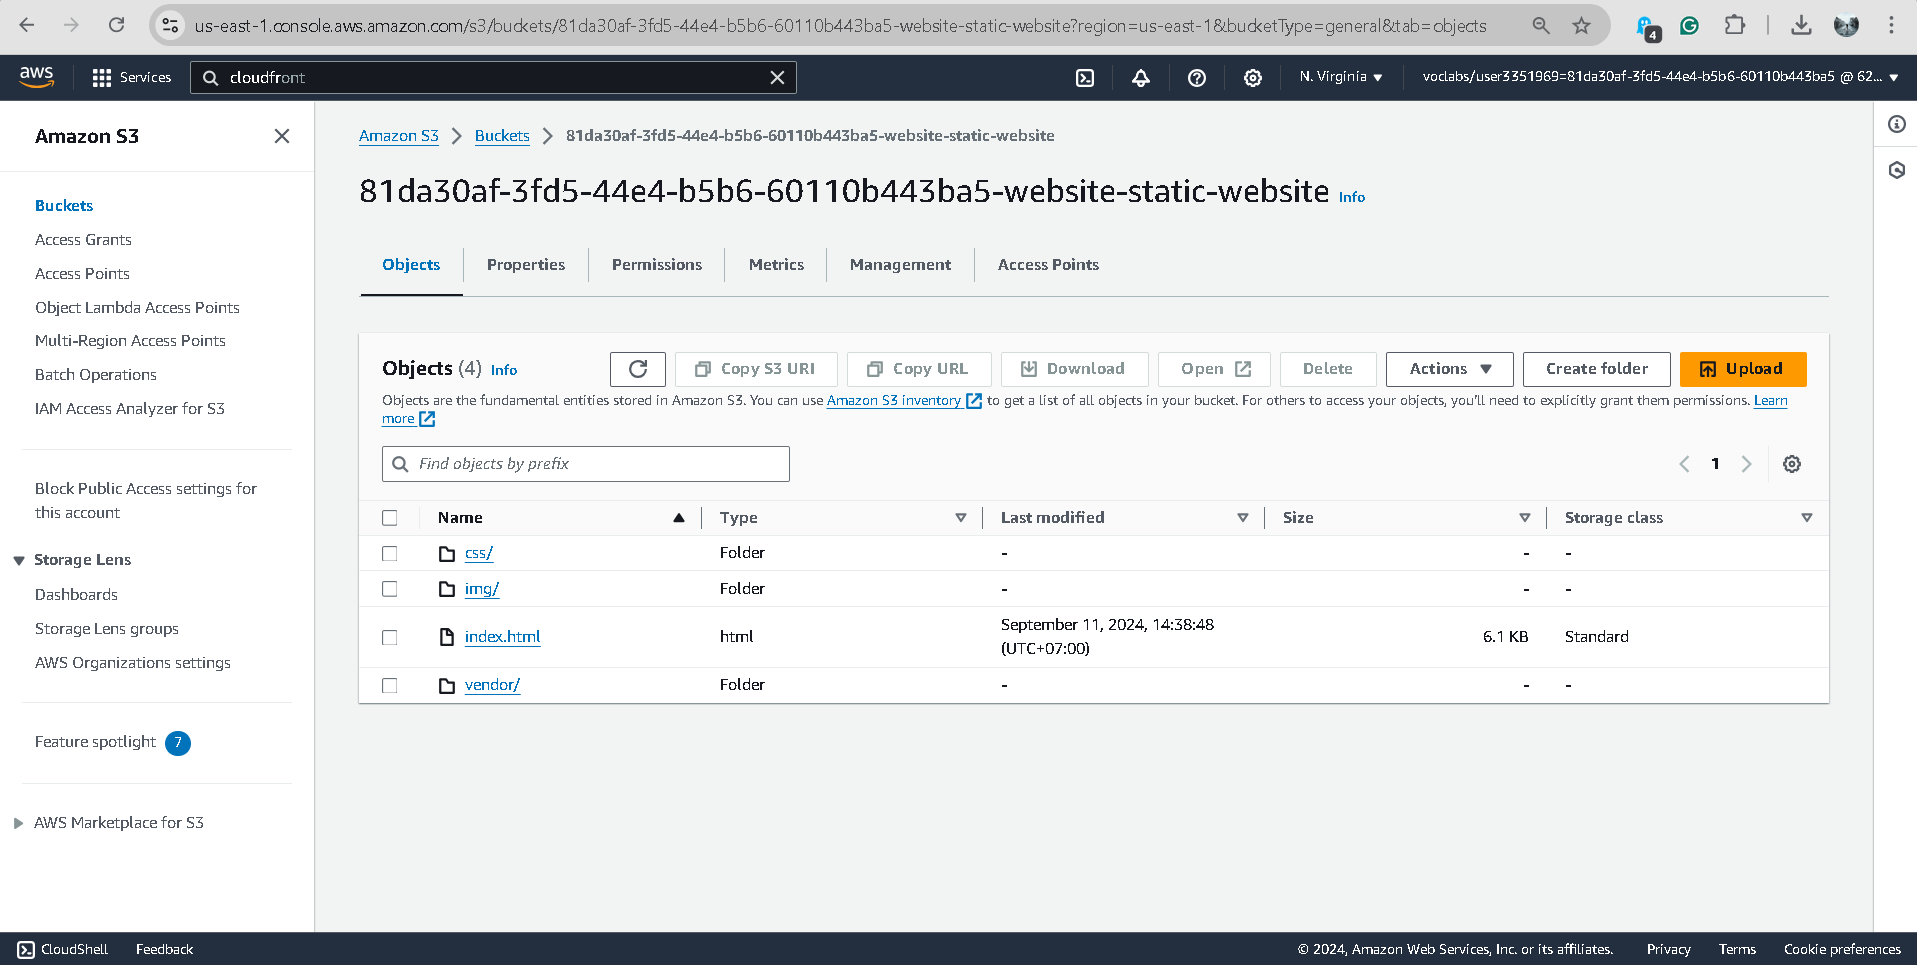 us-east-1.console.aws.amazon.com/s3/buckets/81da30af-3fd5-44e4-b5b6-60110b443ba5-website-static-website?region=us-east-1&bucketType=general&tab=objects
4
aws
Services
cloudfront
N. Virginia
voclabs/user3351969=81da30af-3fd5-44e4-b5b6-60110b443ba5 @ 62...
Amazon S3
Buckets
Access Grants
Access Points
Object Lambda Access Points
Multi-Region Access Points
Batch Operations
IAM Access Analyzer for S3
Block Public Access settings for
this account
Storage Lens
Dashboards
Storage Lens groups
AWS Organizations settings
Feature spotlight 7
AWS Marketplace for S3
Amazon S3 > Buckets > 81da30af-3fd5-44e4-b5b6-60110b443ba5-website-static-website
81da30af-3fd5-44e4-b5b6-60110b443ba5-website-static-website Info
Objects Properties Permissions Metrics Management Access Points
Objects (4) Info Copy S3 URI Copy URL Download Open Delete Actions Create folder Upload
Objects are the fundamental entities stored in Amazon S3. You can use Amazon S3 inventory to get a list of all objects in your bucket. For others to access your objects, you'll need to explicitly grant them permissions. Learn
more
Find objects by prefix
1
Name Type Last modified Size Storage class
css/ Folder - - -
img/ Folder - - -
index.html html September 11, 2024, 14:38:48 (UTC+07:00) 6.1 KB Standard
vendor/ Folder - - -
CloudShell Feedback © 2024, Amazon Web Services, Inc. or its affiliates. Privacy Terms Cookie preferences